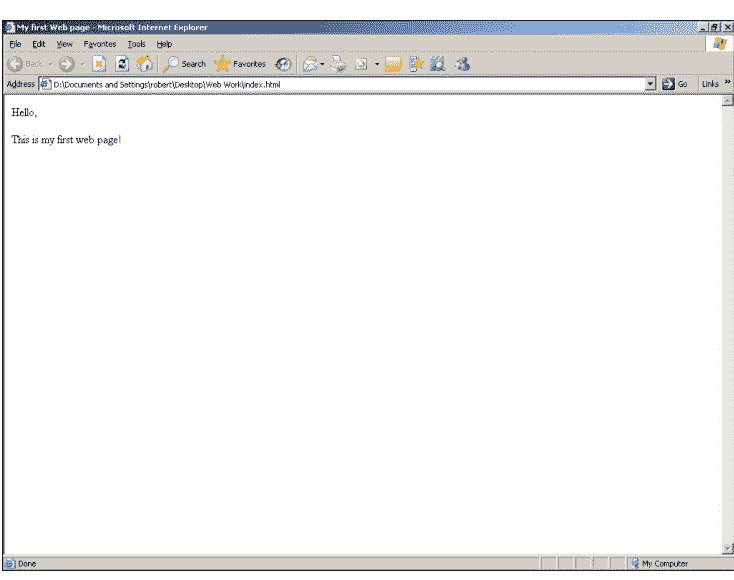 My first Web page - Microsoft Internet Explorer
File Edit View Favorites Tools Help
Back Search Favorites
Address D:\Documents and Settings\robert\Desktop\Web Work\index.html Go Links »
Hello,
This is my first web page!
Done My Computer